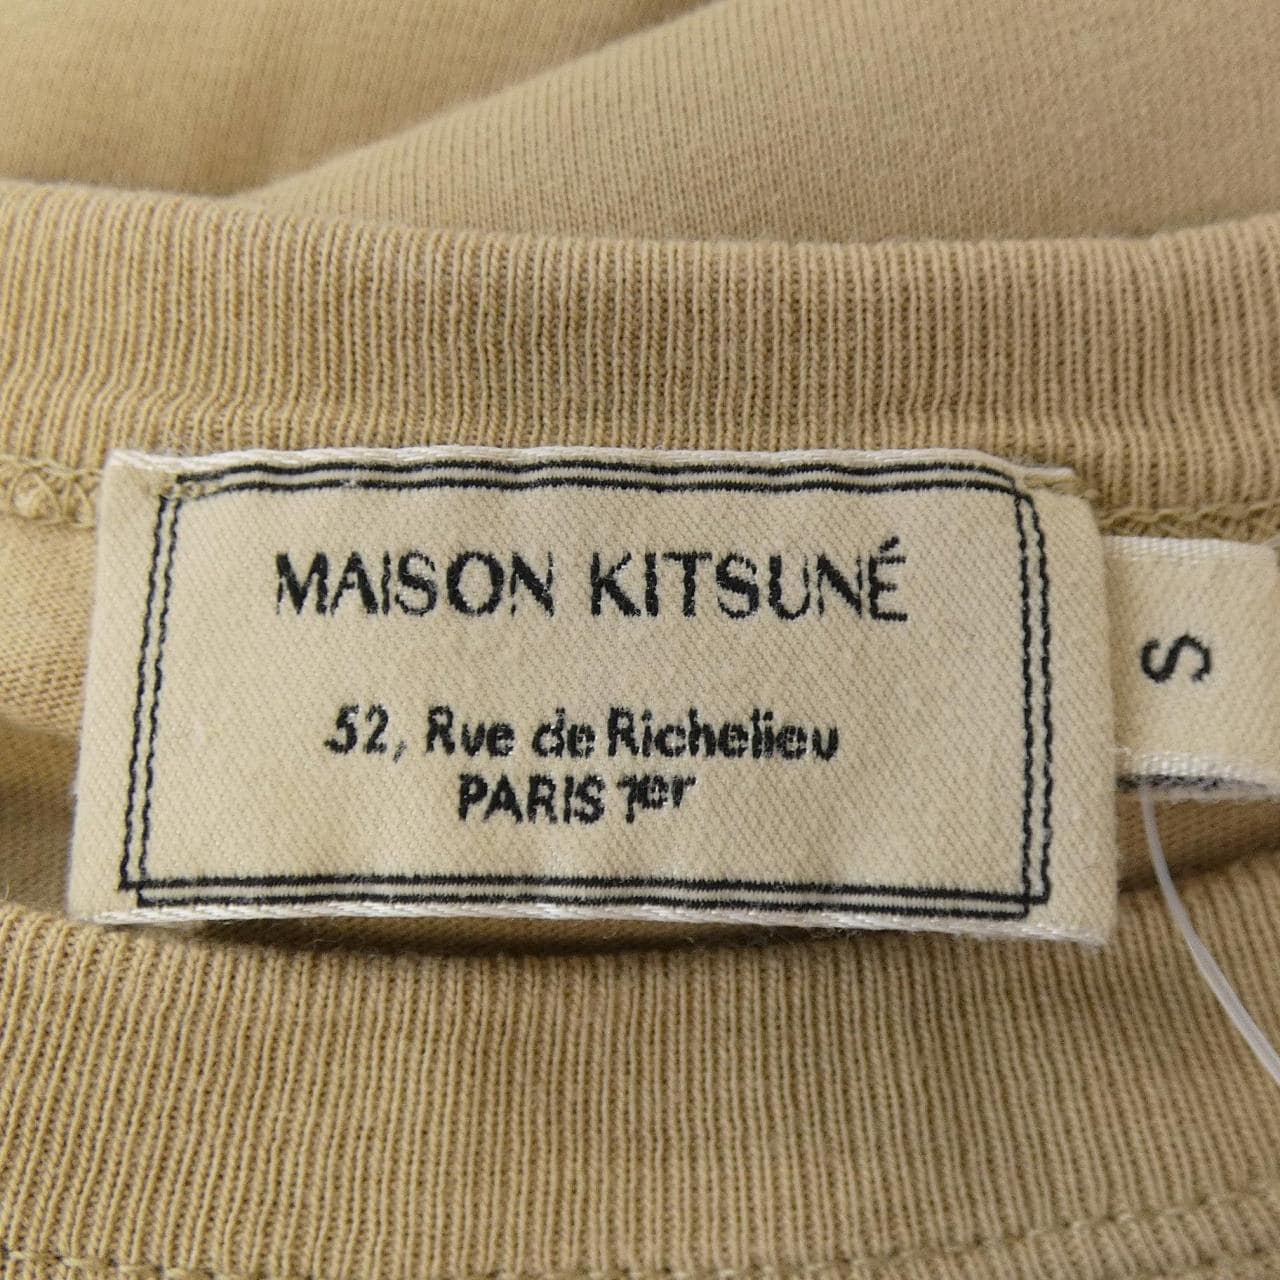 MAISON KITSUNÉ
52, Rue de Richelieu
PARIS 1er
S